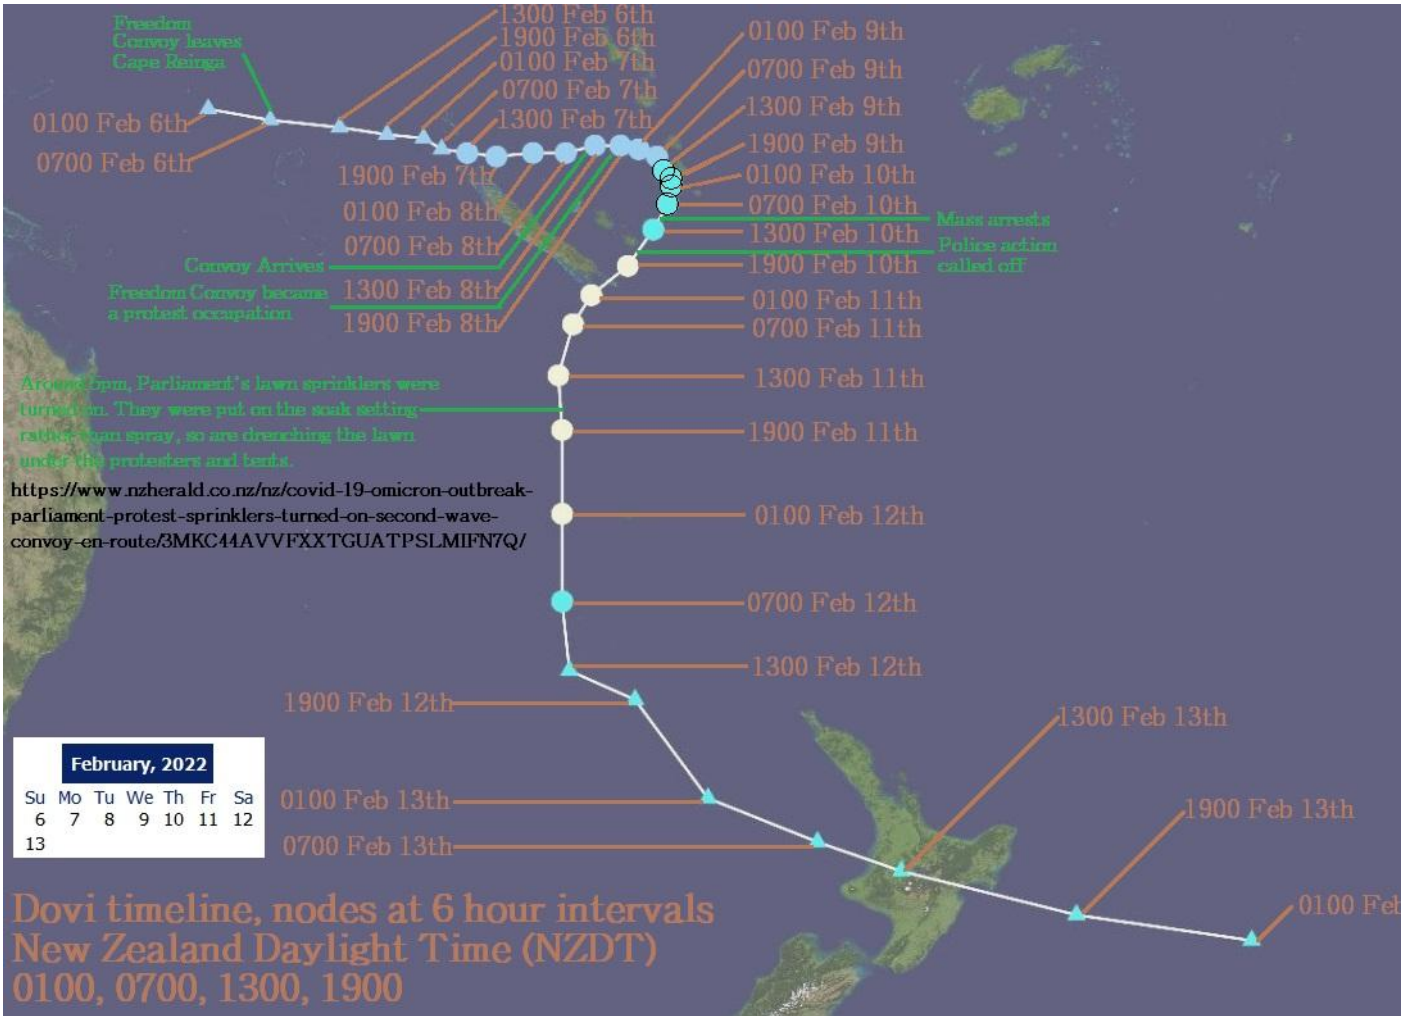 Freedom
Convoy leaves
Cape Reinga
1300 Feb 6th
1900 Feb 6th
0100 Feb 7th
0700 Feb 7th
1300 Feb 7th
0100 Feb 6th
0700 Feb 6th
0100 Feb 9th
0700 Feb 9th
1300 Feb 9th
1900 Feb 9th
0100 Feb 10th
0700 Feb 10th
1300 Feb 10th
1900 Feb 10th
0100 Feb 11th
0700 Feb 11th
1300 Feb 11th
1900 Feb 11th
0100 Feb 12th
0700 Feb 12th
1300 Feb 12th
Mass arrests
Police action
called off
1900 Feb 7th
0100 Feb 8th
0700 Feb 8th
1300 Feb 8th
1900 Feb 8th
Convoy Arrives
Freedom Convoy became
a protest occupation
Around 5pm, Parliament's lawn sprinklers were
turned on. They were put on the soak setting
rather than spray, so are drenching the lawn
under the protesters and tents.
https://www.nzherald.co.nz/nz/covid-19-omicron-outbreak-
parliament-protest-sprinklers-turned-on-second-wave-
convoy-en-route/3MKC44AVVFXXTGUATPSLMIFN7Q/
1900 Feb 12th
0100 Feb 13th
0700 Feb 13th
1300 Feb 13th
1900 Feb 13th
0100 Feb
February, 2022
Su Mo Tu We Th Fr Sa
6 7 8 9 10 11 12
13
Dovi timeline, nodes at 6 hour intervals
New Zealand Daylight Time (NZDT)
0100, 0700, 1300, 1900